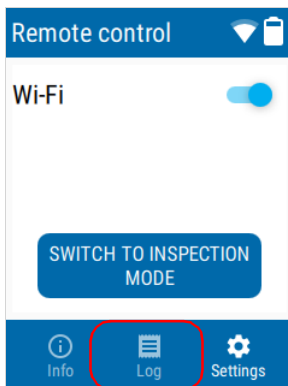 Remote control
Wi-Fi
SWITCH TO INSPECTION
MODE
Info Log Settings